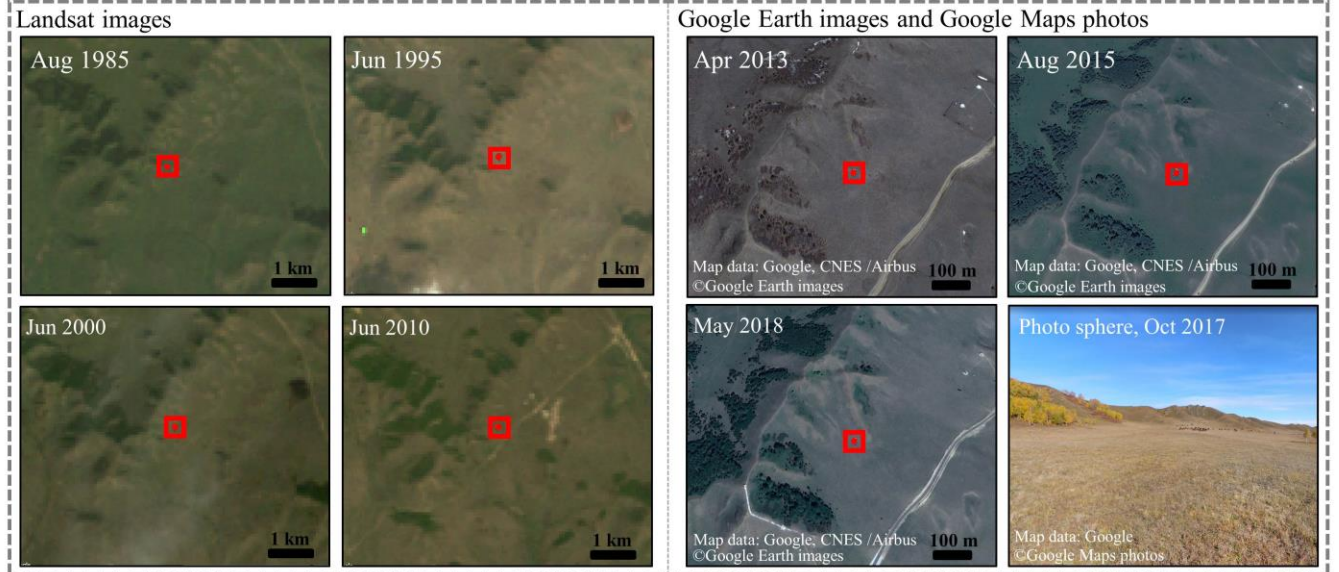 Landsat images
Google Earth images and Google Maps photos
Aug 1985
1 km
Jun 1995
1 km
Apr 2013
Map data: Google, CNES /Airbus
©Google Earth images
100 m
Aug 2015
Map data: Google, CNES /Airbus
©Google Earth images
100 m
Jun 2000
1 km
Jun 2010
1 km
May 2018
Map data: Google, CNES /Airbus
©Google Earth images
100 m
Photo sphere, Oct 2017
Map data: Google
©Google Maps photos